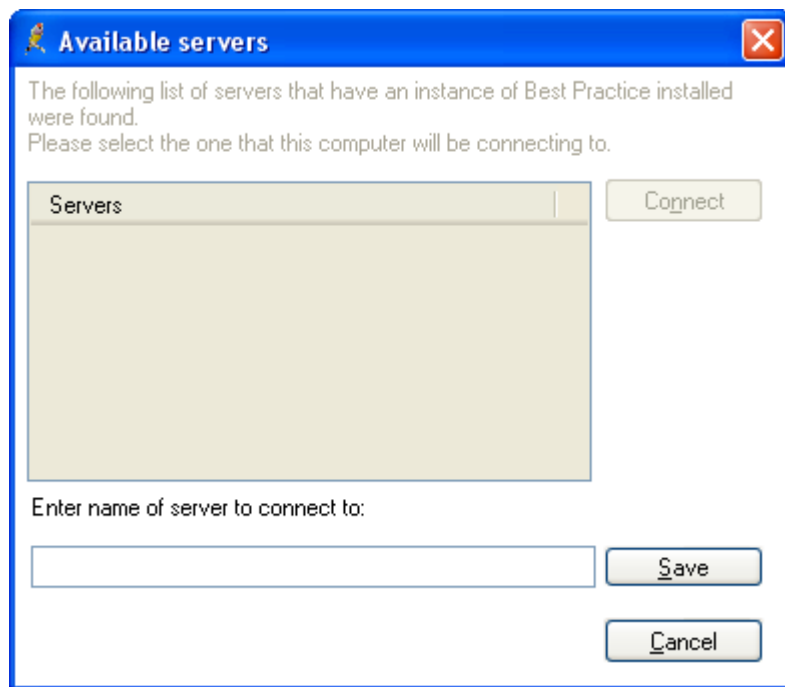 Available servers
The following list of servers that have an instance of Best Practice installed
were found.
Please select the one that this computer will be connecting to.
Servers
Connect
Enter name of server to connect to:
Save
Cancel